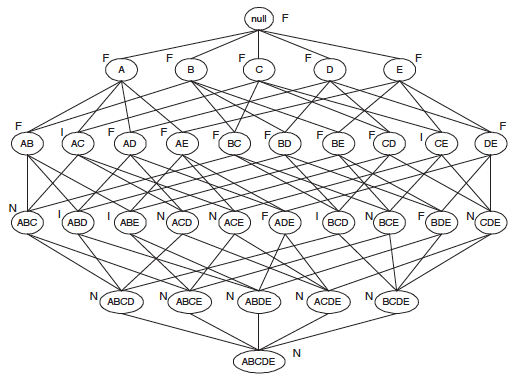 null F
F A F B F C F D E F
F AB I AC F AD F AE F BC F BD F BE F CD I CE DE F
N ABC I ABD I ABE N ACD N ACE F ADE I BCD N BCE F BDE N CDE
N ABCD N ABCE N ABDE N ACDE N BCDE
ABCDE N